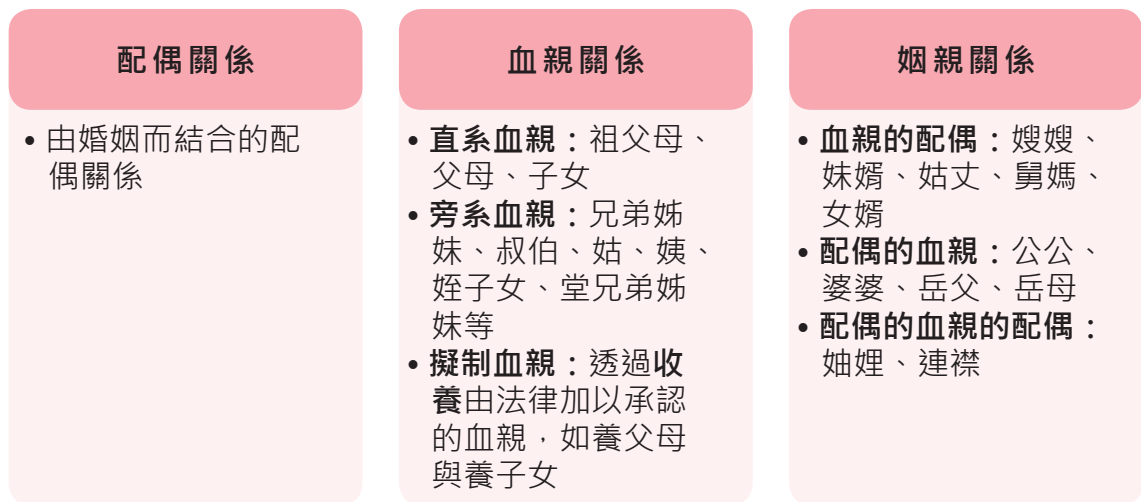 配偶關係
• 由婚姻而結合的配
偶關係
血親關係
• 直系血親：祖父母、
父母、子女
• 旁系血親：兄弟姊
妹、叔伯、姑、姨、
姪子女、堂兄弟姊
妹等
• 擬制血親：透過收
養由法律加以承認
的血親，如養父母
與養子女
姻親關係
• 血親的配偶：嫂嫂、
妹婿、姑丈、舅媽、
女婿
• 配偶的血親：公公、
婆婆、岳父、岳母
• 配偶的血親的配偶：
妯娌、連襟